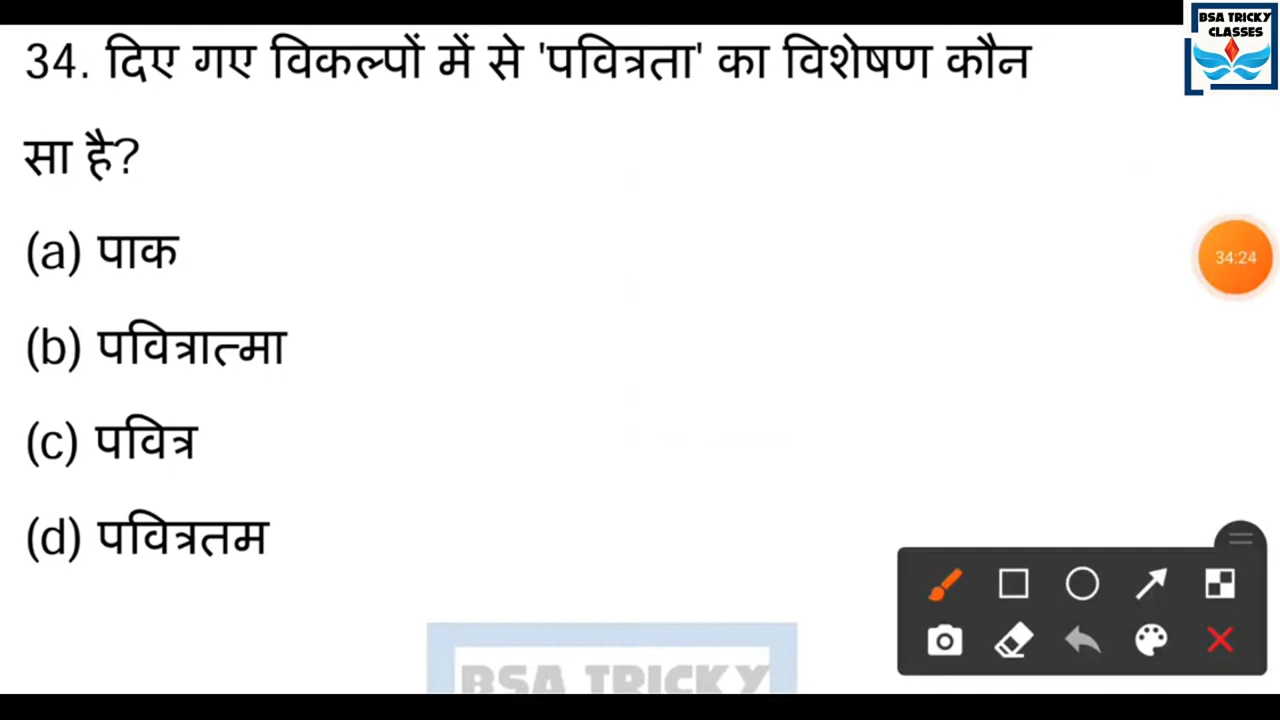 BSA TRICKY
CLASSES
34. दिए गए विकल्पों में से 'पवित्रता' का विशेषण कौन
सा है?
(a) पाक
(b) पवित्रात्मा
(c) पवित्र
(d) पवित्रतम
34:24
BSA TRICKY